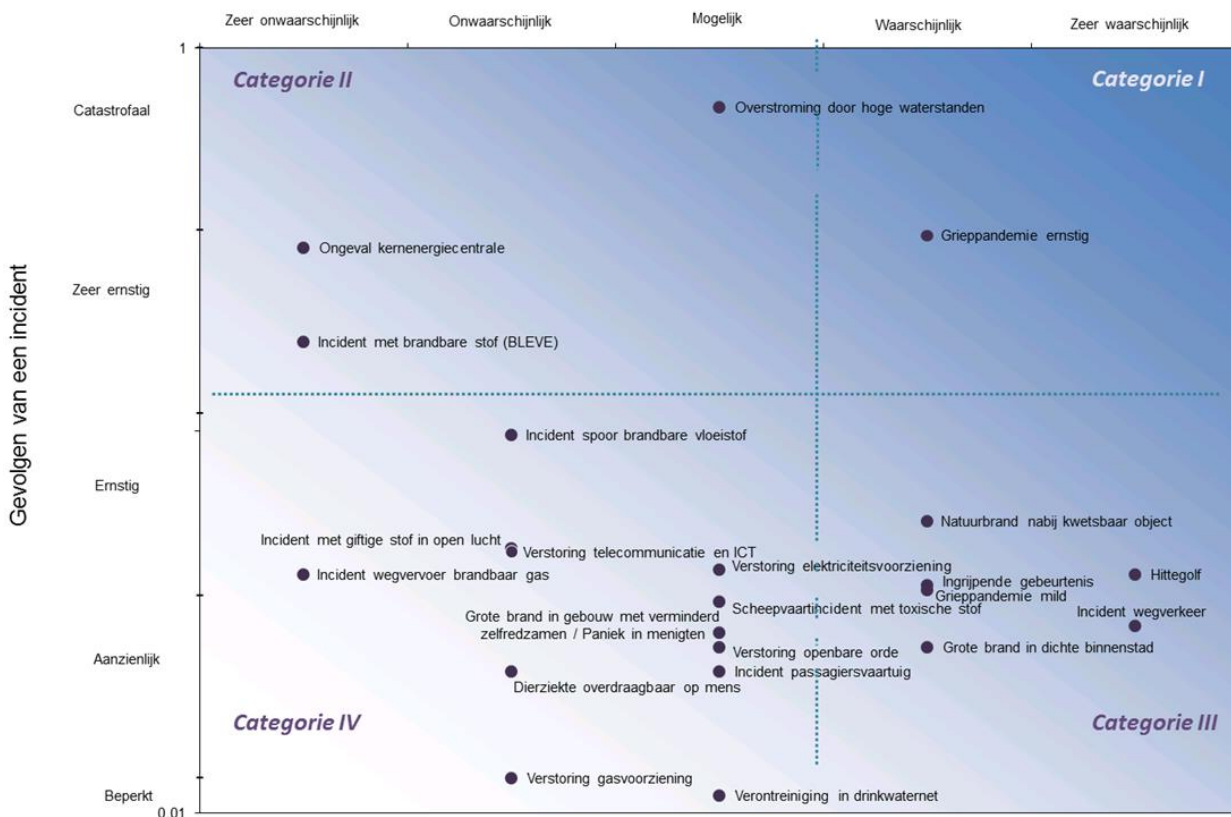 Zeer onwaarschijnlijk
Onwaarschijnlijk
Mogelijk
Waarschijnlijk
Zeer waarschijnlijk
1
Categorie II
Categorie I
Catastrofaal
Overstroming door hoge waterstanden
Grieppandemie ernstig
Ongeval kernenergiecentrale
Gevolgen van een incident
Zeer ernstig
Incident met brandbare stof (BLEVE)
Incident spoor brandbare vloeistof
Ernstig
Natuurbrand nabij kwetsbaar object
Incident met giftige stof in open lucht
Verstoring telecommunicatie en ICT
Verstoring elektriciteitsvoorziening
Incident wegvervoer brandbaar gas
Ingrijpende gebeurtenis
Hittegolf
Grieppandemie mild
Scheepvaartincident met toxische stof
Incident wegverkeer
Grote brand in gebouw met verminderd
zelfredzamen / Paniek in menigten
Verstoring openbare orde
Grote brand in dichte binnenstad
Aanzienlijk
Incident passagiersvaartuig
Dierziekte overdraagbaar op mens
Categorie IV
Categorie III
Verstoring gasvoorziening
Beperkt
Verontreiniging in drinkwaternet
0,01